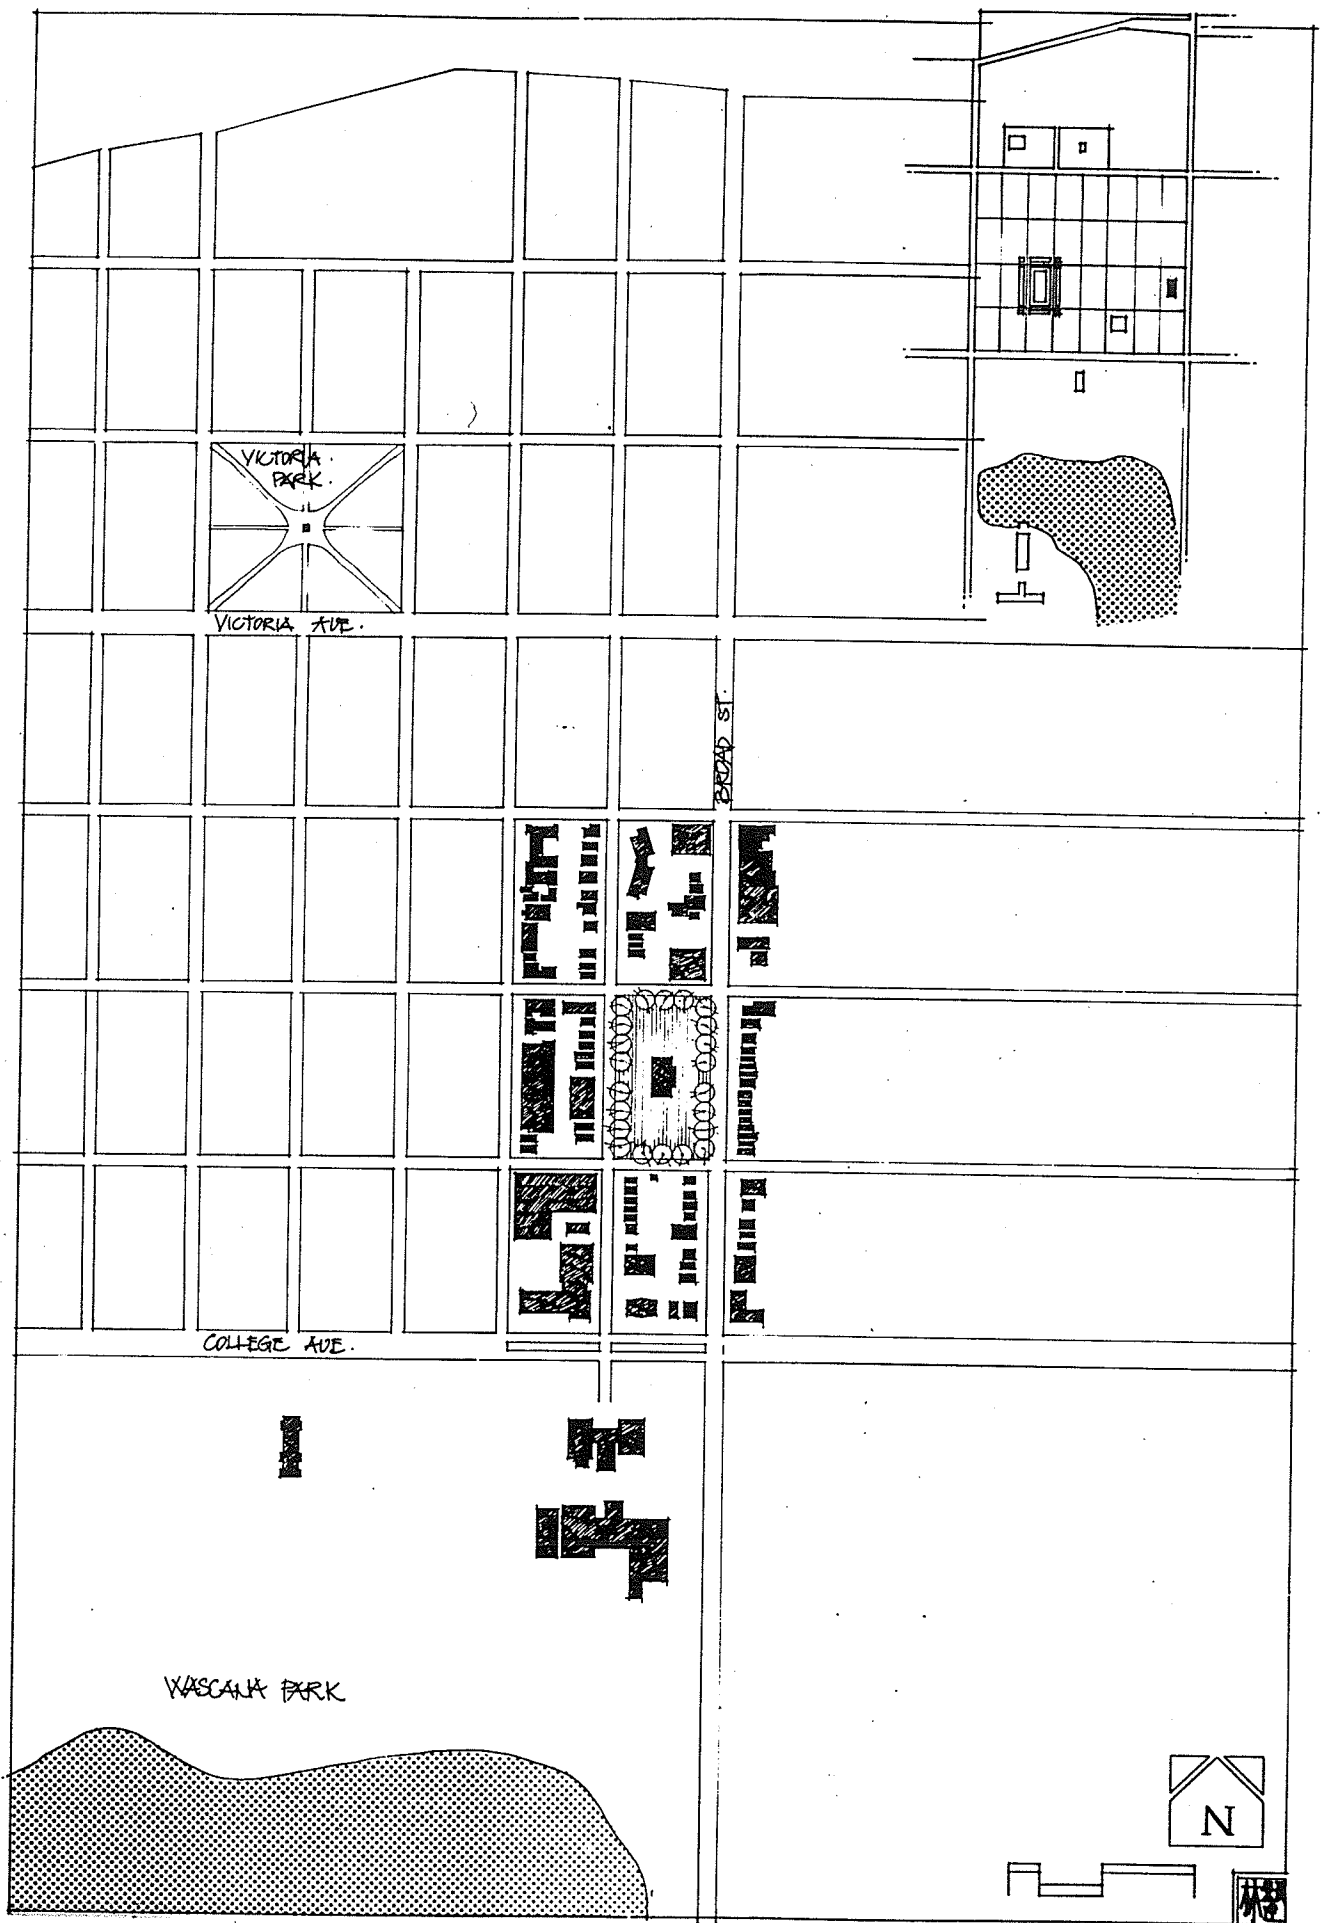 VICTORIA
PARK.
VICTORIA AVE.
BROAD ST.
COLLEGE AVE.
WASCANA PARK
N